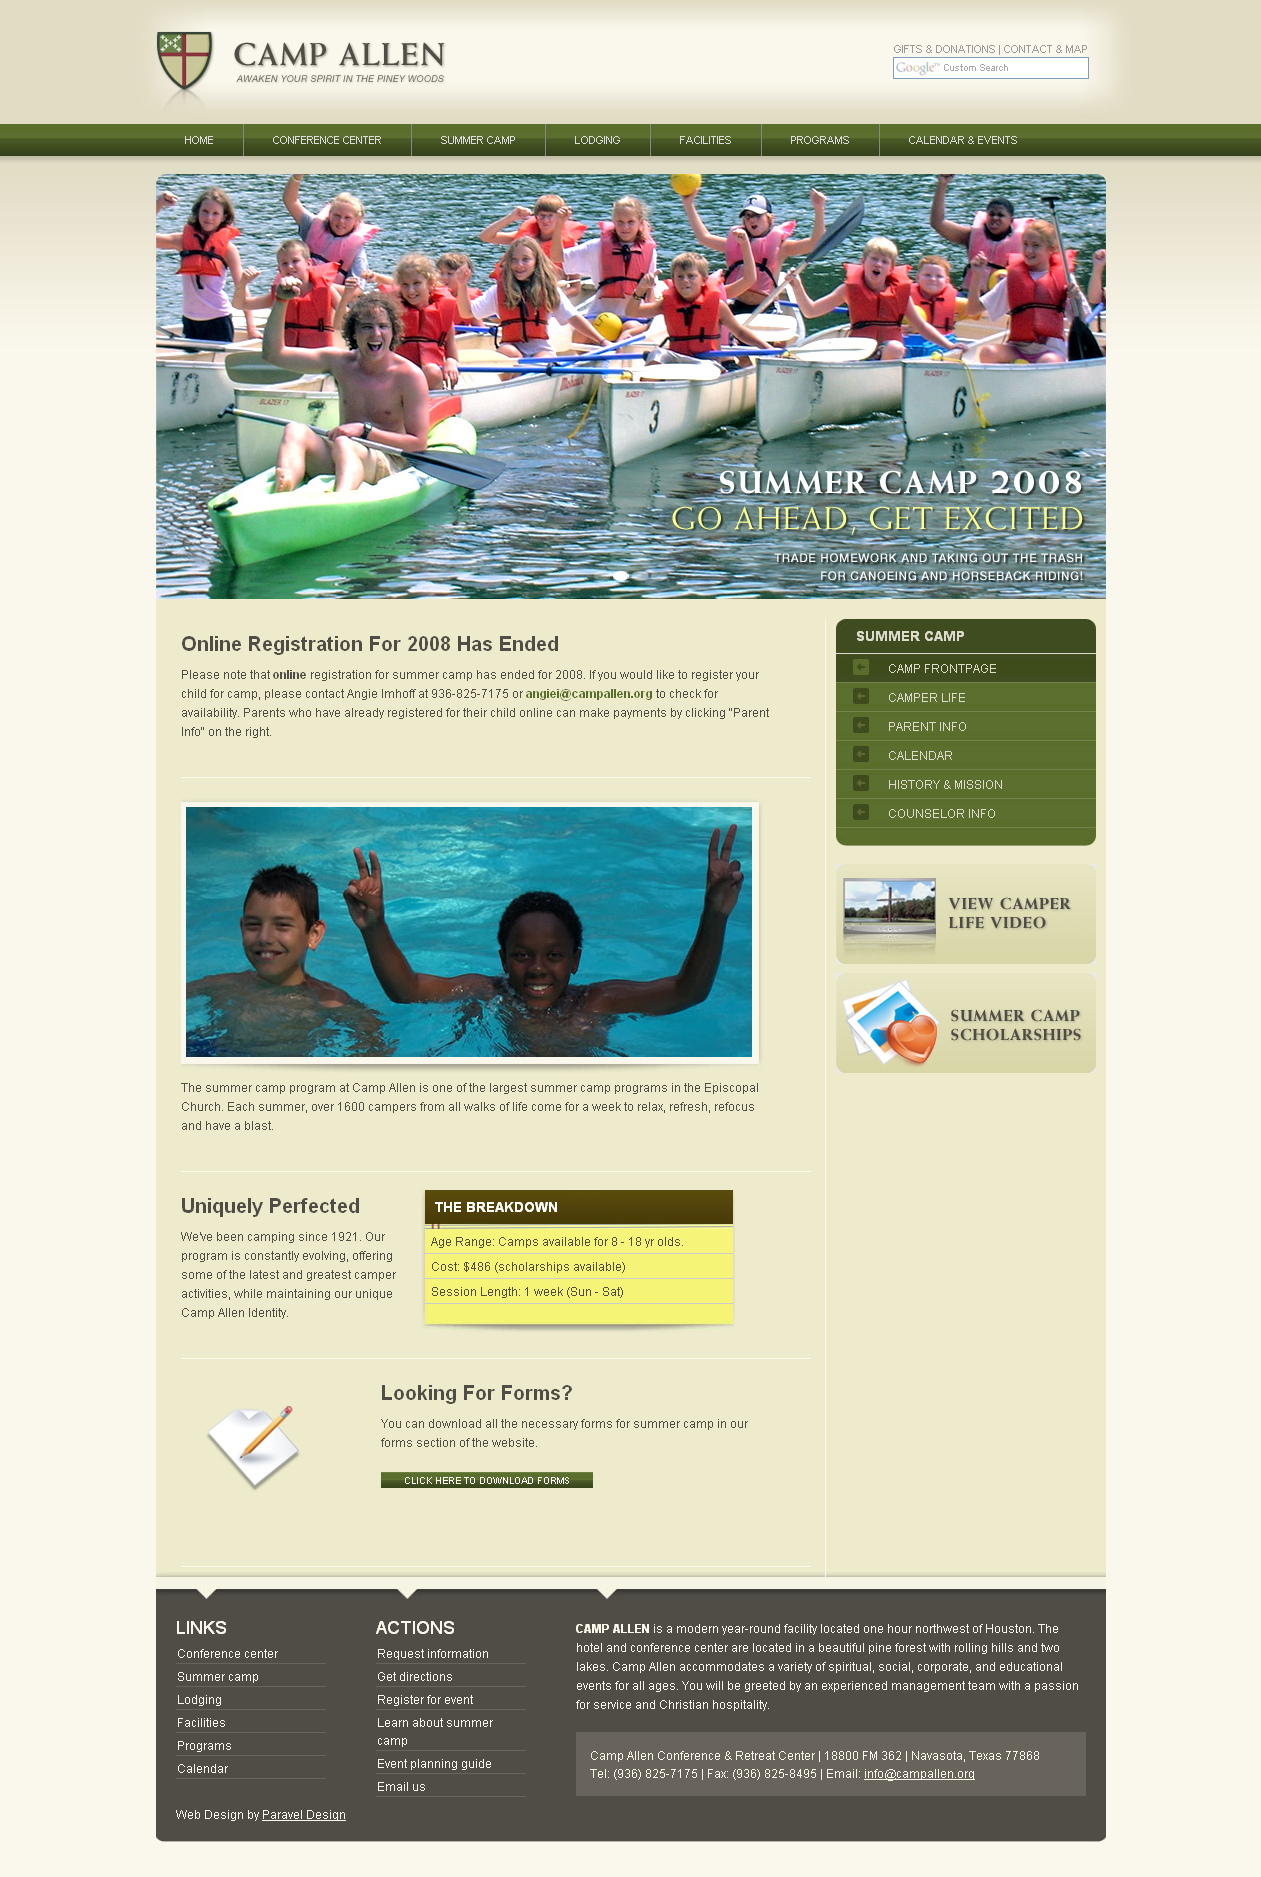 CAMP ALLEN
AWAKEN YOUR SPIRIT IN THE PINEY WOODS
GIFTS & DONATIONS | CONTACT & MAP
Google™ Custom Search
HOME
CONFERENCE CENTER
SUMMER CAMP
LODGING
FACILITIES
PROGRAMS
CALENDAR & EVENTS
10
3
9
6
BLAZER 17
SUMMER CAMP 2008
GO AHEAD, GET EXCITED
TRADE HOMEWORK AND TAKING OUT THE TRASH
FOR CANOEING AND HORSEBACK RIDING!
Online Registration For 2008 Has Ended
Please note that online registration for summer camp has ended for 2008. If you would like to register your
child for camp, please contact Angie Imhoff at 936-825-7175 or angiei@campallen.org to check for
availability. Parents who have already registered for their child online can make payments by clicking "Parent
Info" on the right.
SUMMER CAMP
CAMP FRONTPAGE
CAMPER LIFE
PARENT INFO
CALENDAR
HISTORY & MISSION
COUNSELOR INFO
VIEW CAMPER
LIFE VIDEO
SUMMER CAMP
SCHOLARSHIPS
The summer camp program at Camp Allen is one of the largest summer camp programs in the Episcopal
Church. Each summer, over 1600 campers from all walks of life come for a week to relax, refresh, refocus
and have a blast.
Uniquely Perfected
We've been camping since 1921. Our
program is constantly evolving, offering
some of the latest and greatest camper
activities, while maintaining our unique
Camp Allen Identity.
THE BREAKDOWN
Age Range: Camps available for 8 - 18 yr olds.
Cost: $486 (scholarships available)
Session Length: 1 week (Sun - Sat)
Looking For Forms?
You can download all the necessary forms for summer camp in our
forms section of the website.
CLICK HERE TO DOWNLOAD FORMS
LINKS
Conference center
Summer camp
Lodging
Facilities
Programs
Calendar
Web Design by Paravel Design
ACTIONS
Request information
Get directions
Register for event
Learn about summer
camp
Event planning guide
Email us
CAMP ALLEN is a modern year-round facility located one hour northwest of Houston. The
hotel and conference center are located in a beautiful pine forest with rolling hills and two
lakes. Camp Allen accommodates a variety of spiritual, social, corporate, and educational
events for all ages. You will be greeted by an experienced management team with a passion
for service and Christian hospitality.
Camp Allen Conference & Retreat Center | 18800 FM 362 | Navasota, Texas 77868
Tel: (936) 825-7175 | Fax: (936) 825-8495 | Email: info@campallen.org